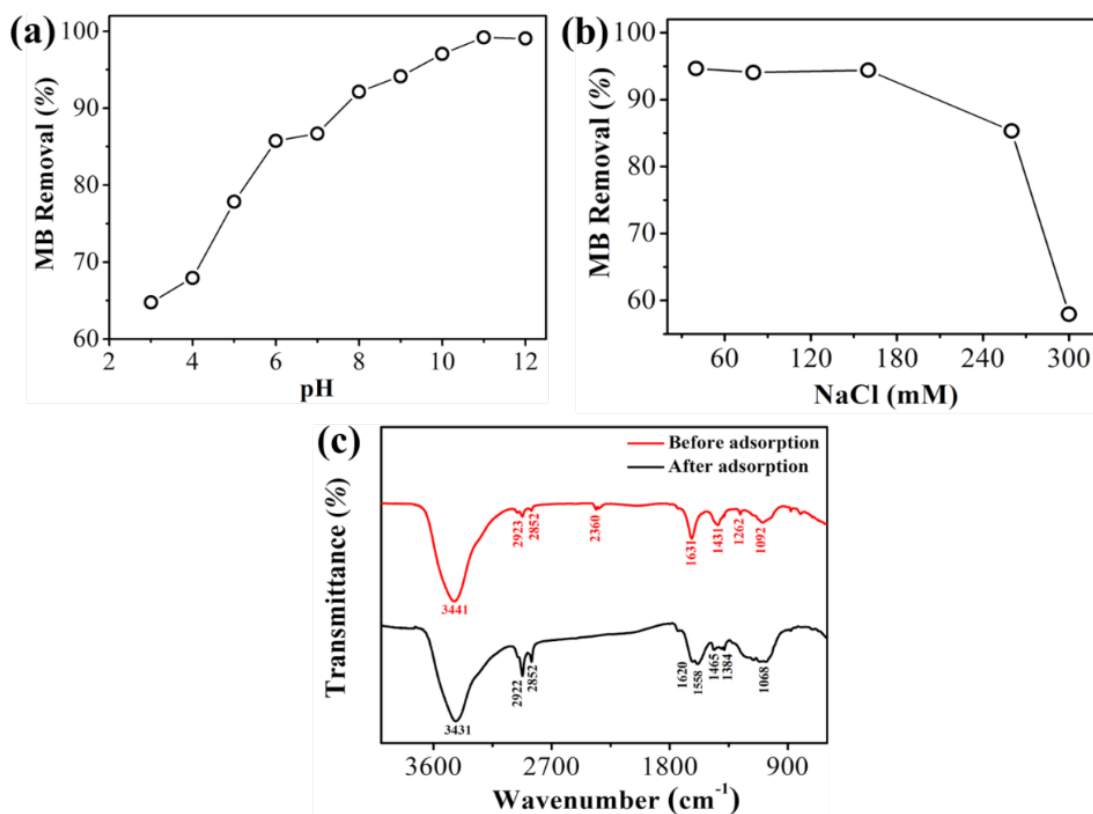 (a)
100
90
80
70
60
MB Removal (%)
2 4 6 8 10 12
pH
(b)
100
90
80
70
60
MB Removal (%)
60 120 180 240 300
NaCl (mM)
(c)
Before adsorption
After adsorption
Transmittance (%)
2923
2852
2360
1631
1431
1262
1092
3441
2922
2852
1620
1558
1465
1384
1068
3431
3600 2700 1800 900
Wavenumber (cm⁻¹)